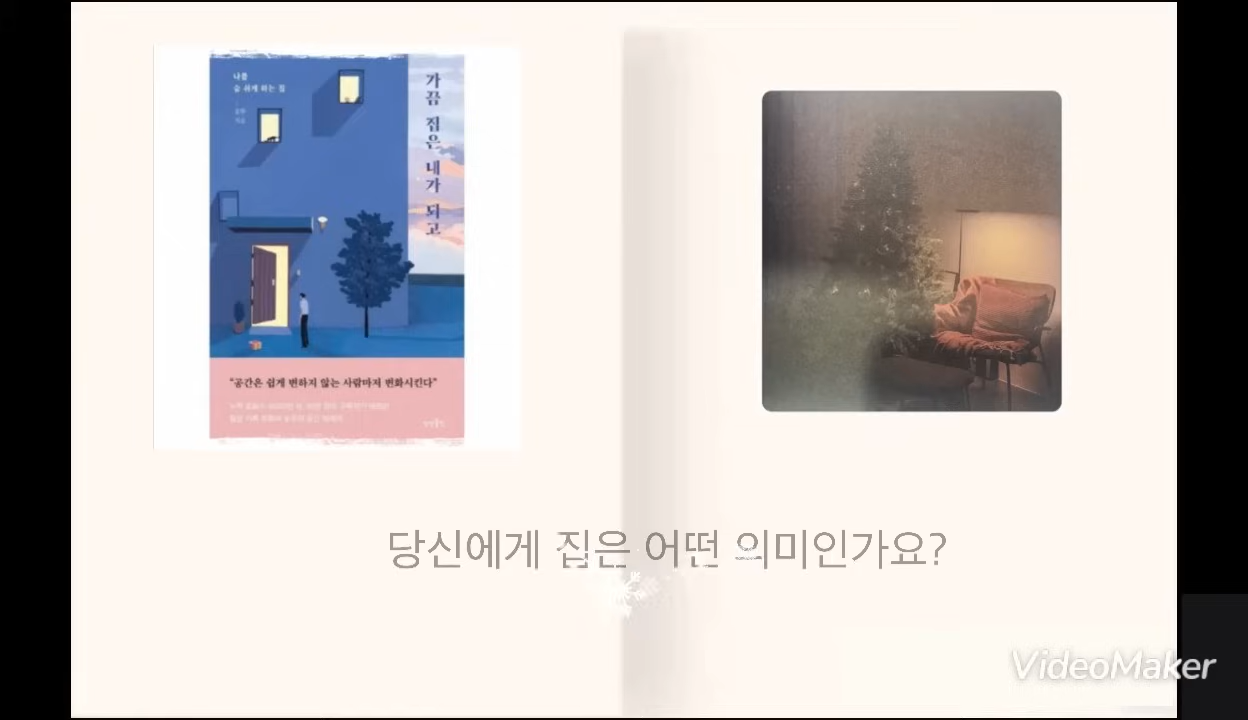 나를
숨 쉬게 하는 집
가끔 집은 내가 되고
“공간은 쉽게 변하지 않는 사람마저 변화시킨다”
당신에게 집은 어떤 의미인가요?
VideoMaker